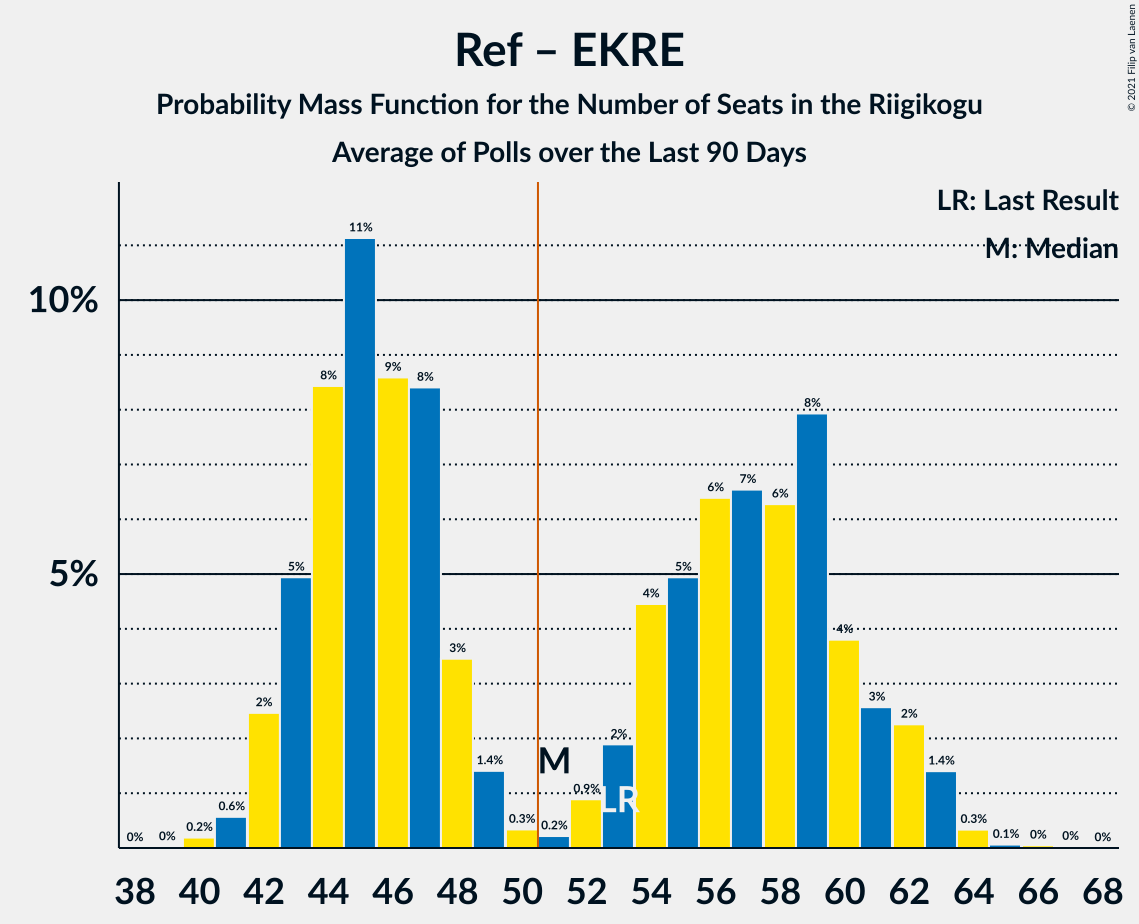 Ref – EKRE
Probability Mass Function for the Number of Seats in the Riigikogu
Average of Polls over the Last 90 Days
© 2021 Filip van Laenen
LR: Last Result
M: Median
10%
5%
0% 0% 0.2% 0.6% 2% 5% 8% 11% 9% 8% 3% 1.4% 0.3% 0.2% 0.9% 2% 4% 5% 6% 7% 6% 8% 4% 3% 2% 1.4% 0.3% 0.1% 0% 0% 0%
M
LR
38 40 42 44 46 48 50 52 54 56 58 60 62 64 66 68